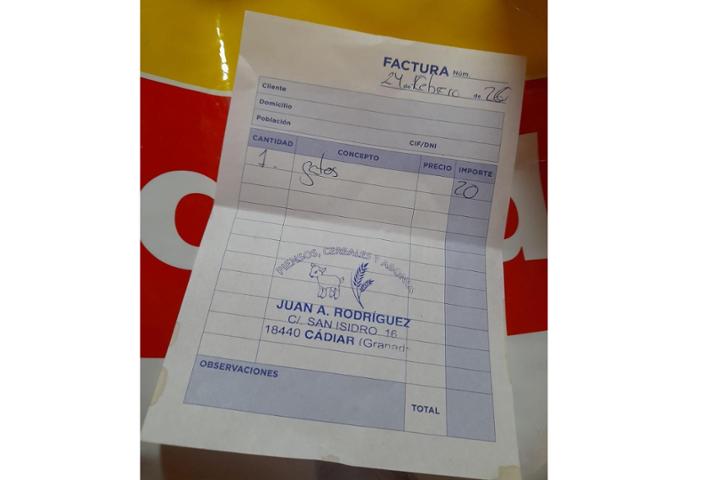 FACTURA Núm.
24 de Febrero de 26
Cliente
Domicilio
Población
CIF/DNI
CANTIDAD CONCEPTO PRECIO IMPORTE
1 gatos 20
PIENSOS, CEREALES Y ABONOS
JUAN A. RODRÍGUEZ
C/. SAN ISIDRO, 16
18440 CÁDIAR (Granad
OBSERVACIONES
TOTAL